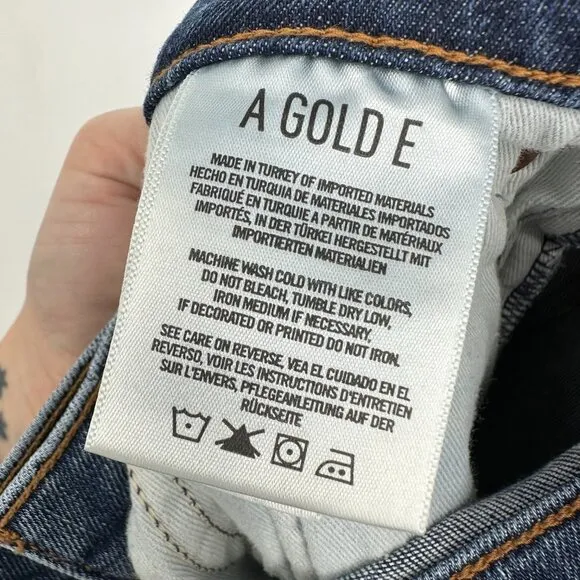 A GOLD E
MADE IN TURKEY OF IMPORTED MATERIALS
HECHO EN TURQUIA DE MATERIALES IMPORTADOS
FABRIQUÉ EN TURQUIE A PARTIR DE MATÉRIAUX
IMPORTÉS, IN DER TÜRKEI HERGESTELLT MIT
IMPORTIERTEN MATERIALIEN
MACHINE WASH COLD WITH LIKE COLORS,
DO NOT BLEACH, TUMBLE DRY LOW,
IRON MEDIUM IF NECESSARY,
IF DECORATED OR PRINTED DO NOT IRON.
SEE CARE ON REVERSE, VEA EL CUIDADO EN EL
REVERSO, VOIR LES INSTRUCTIONS D'ENTRETIEN
SUR L'ENVERS, PFLEGEANLEITUNG AUF DER
RÜCKSEITE